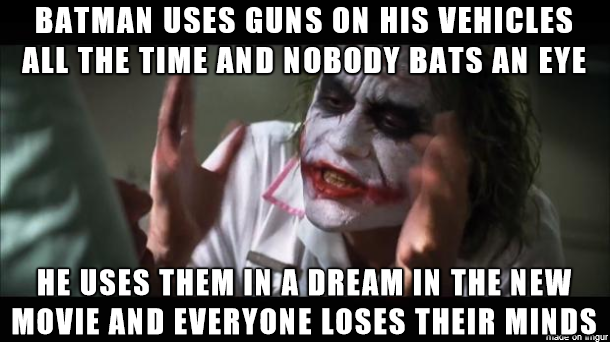 BATMAN USES GUNS ON HIS VEHICLES
ALL THE TIME AND NOBODY BATS AN EYE
HE USES THEM IN A DREAM IN THE NEW
MOVIE AND EVERYONE LOSES THEIR MINDS
made on imgur